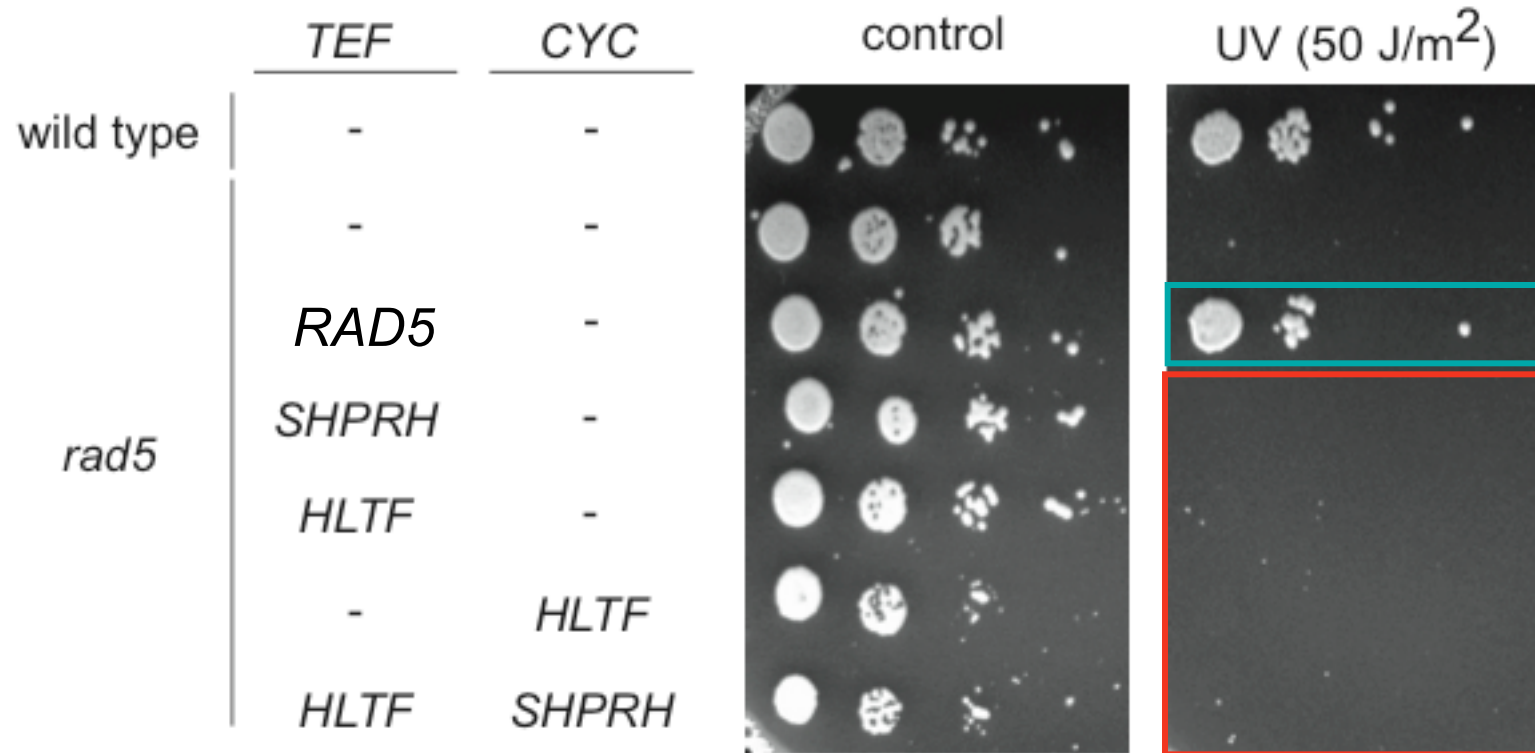 TEF CYC control UV (50 J/m²)
wild type - -
- -
RAD5 -
SHPRH -
rad5
HLTF -
- HLTF
HLTF SHPRH